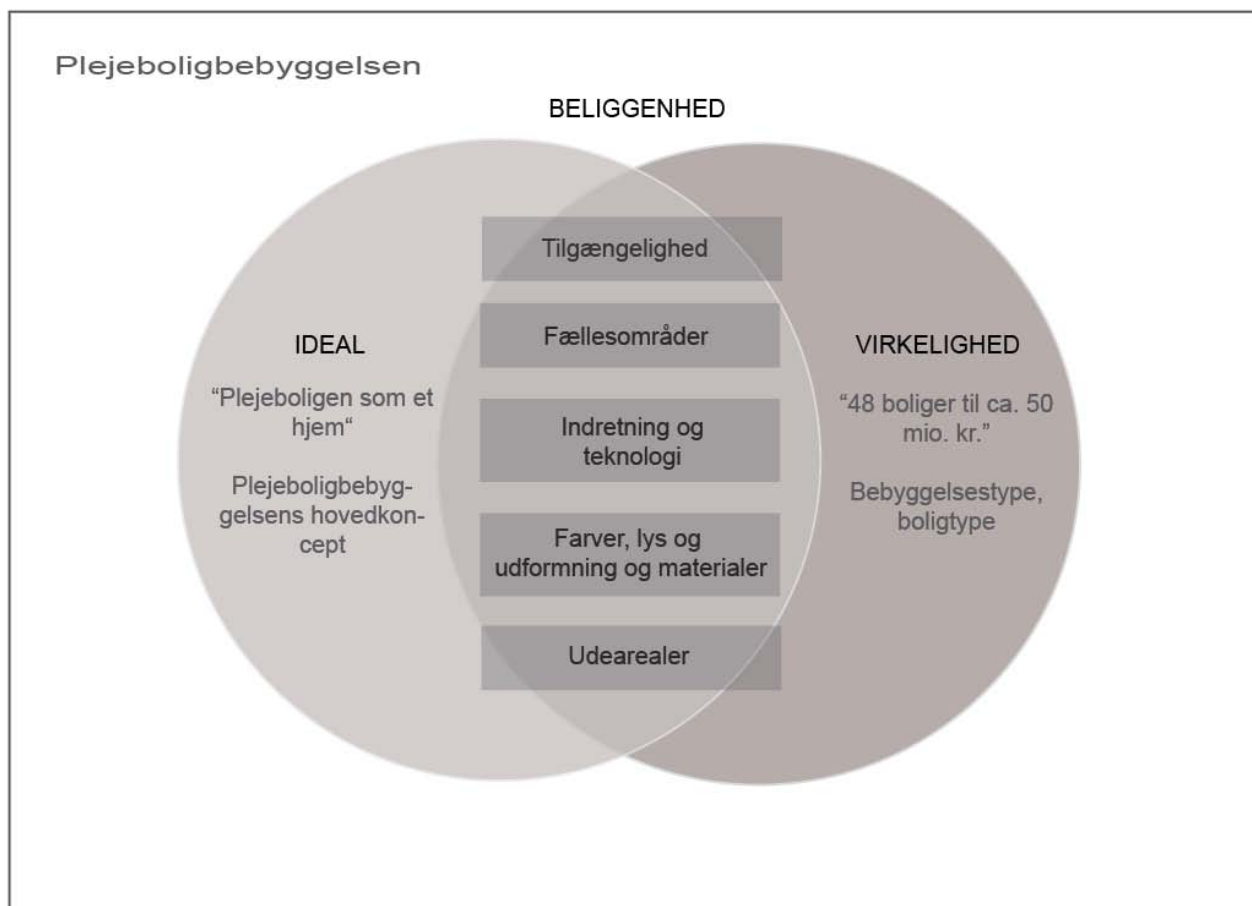 Plejeboligbebyggelsen
BELIGGENHED
IDEAL
“Plejeboligen som et
hjem“
Plejeboligbebyg-
gelsens hovedkon-
cept
Tilgængelighed
Fællesområder
Indretning og
teknologi
Farver, lys og
udformning og materialer
Udearealer
VIRKELIGHED
“48 boliger til ca. 50
mio. kr.”
Bebyggelsestype,
boligtype